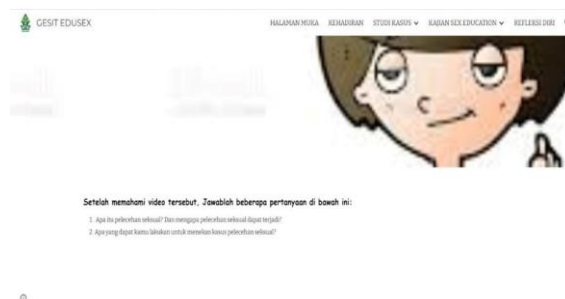 GESIT EDUSEX
HALAMAN MUKA KEHADIRAN STUDI KASUS KAJIAN SEX EDUCATION REFLEKSI DIRI
Setelah memahami video tersebut, Jawablah beberapa pertanyaan di bawah ini:
1. Apa itu pelecehan seksual? Dan mengapa pelecehan seksual dapat terjadi?
2. Apa yang dapat kamu lakukan untuk menekan kasus pelecehan seksual?